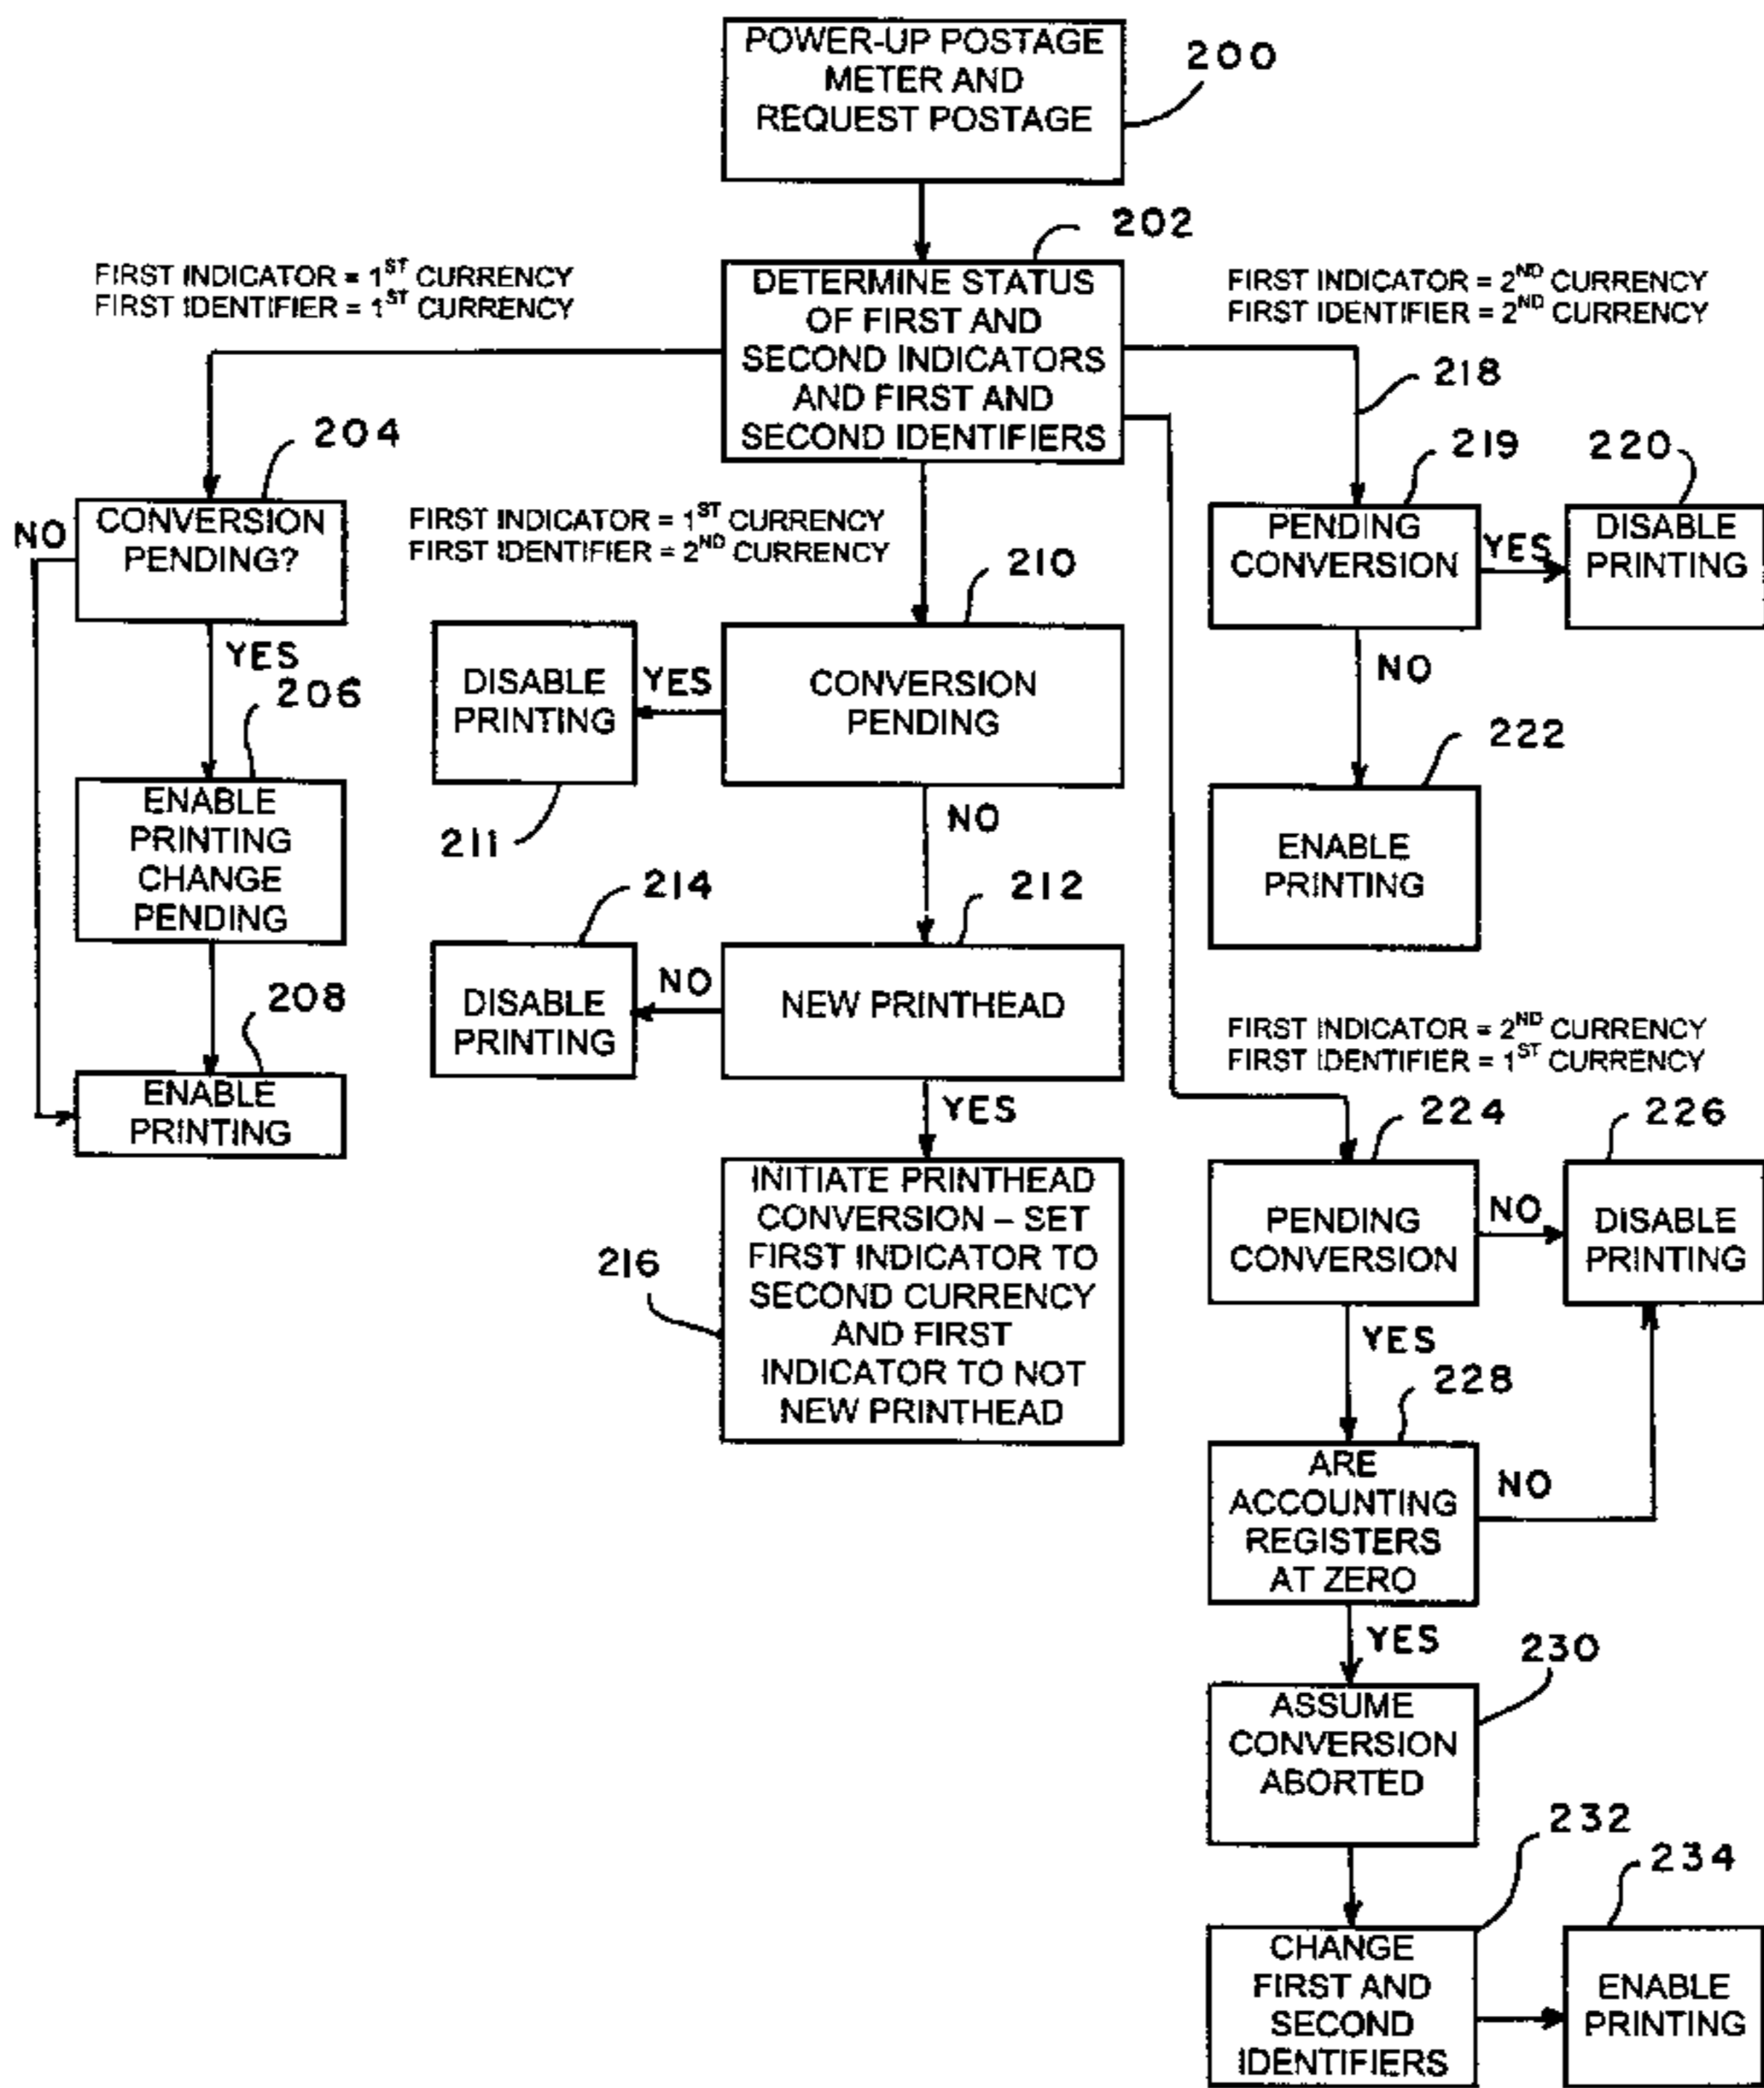 POWER-UP POSTAGE
METER AND
REQUEST POSTAGE
200
202
FIRST INDICATOR = 1ST CURRENCY
FIRST IDENTIFIER = 1ST CURRENCY
DETERMINE STATUS
OF FIRST AND
SECOND INDICATORS
AND FIRST AND
SECOND IDENTIFIERS
FIRST INDICATOR = 2ND CURRENCY
FIRST IDENTIFIER = 2ND CURRENCY
218
204
NO
CONVERSION
PENDING?
YES
206
ENABLE
PRINTING
CHANGE
PENDING
208
ENABLE
PRINTING
FIRST INDICATOR = 1ST CURRENCY
FIRST IDENTIFIER = 2ND CURRENCY
210
CONVERSION
PENDING
YES
DISABLE
PRINTING
211
NO
212
NEW PRINTHEAD
NO
214
DISABLE
PRINTING
YES
216
INITIATE PRINTHEAD
CONVERSION – SET
FIRST INDICATOR TO
SECOND CURRENCY
AND FIRST
INDICATOR TO NOT
NEW PRINTHEAD
219
PENDING
CONVERSION
YES
220
DISABLE
PRINTING
NO
222
ENABLE
PRINTING
FIRST INDICATOR = 2ND CURRENCY
FIRST IDENTIFIER = 1ST CURRENCY
224
PENDING
CONVERSION
NO
226
DISABLE
PRINTING
YES
228
ARE
ACCOUNTING
REGISTERS
AT ZERO
NO
YES
230
ASSUME
CONVERSION
ABORTED
232
CHANGE
FIRST AND
SECOND
IDENTIFIERS
234
ENABLE
PRINTING